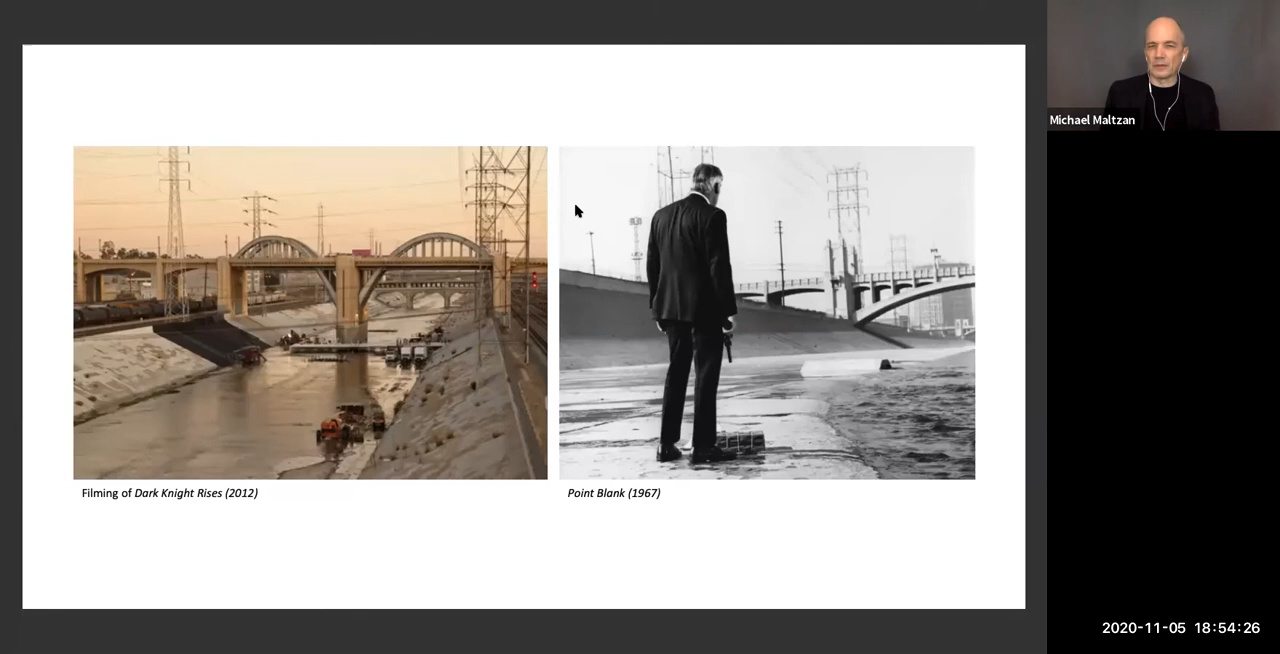 Michael Maltzan
Filming of Dark Knight Rises (2012)
Point Blank (1967)
2020-11-05 18:54:26